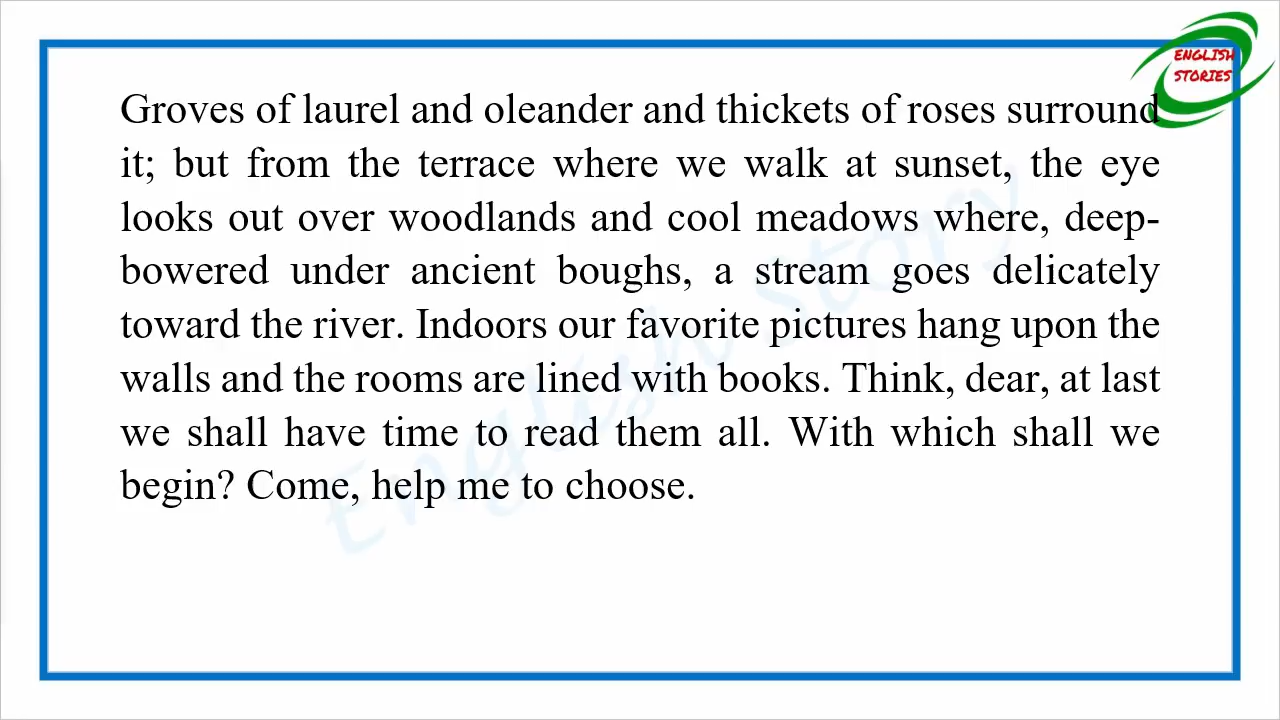 ENGLISH
STORIES
Groves of laurel and oleander and thickets of roses surround
it; but from the terrace where we walk at sunset, the eye
looks out over woodlands and cool meadows where, deep-
bowered under ancient boughs, a stream goes delicately
toward the river. Indoors our favorite pictures hang upon the
walls and the rooms are lined with books. Think, dear, at last
we shall have time to read them all. With which shall we
begin? Come, help me to choose.
English Story